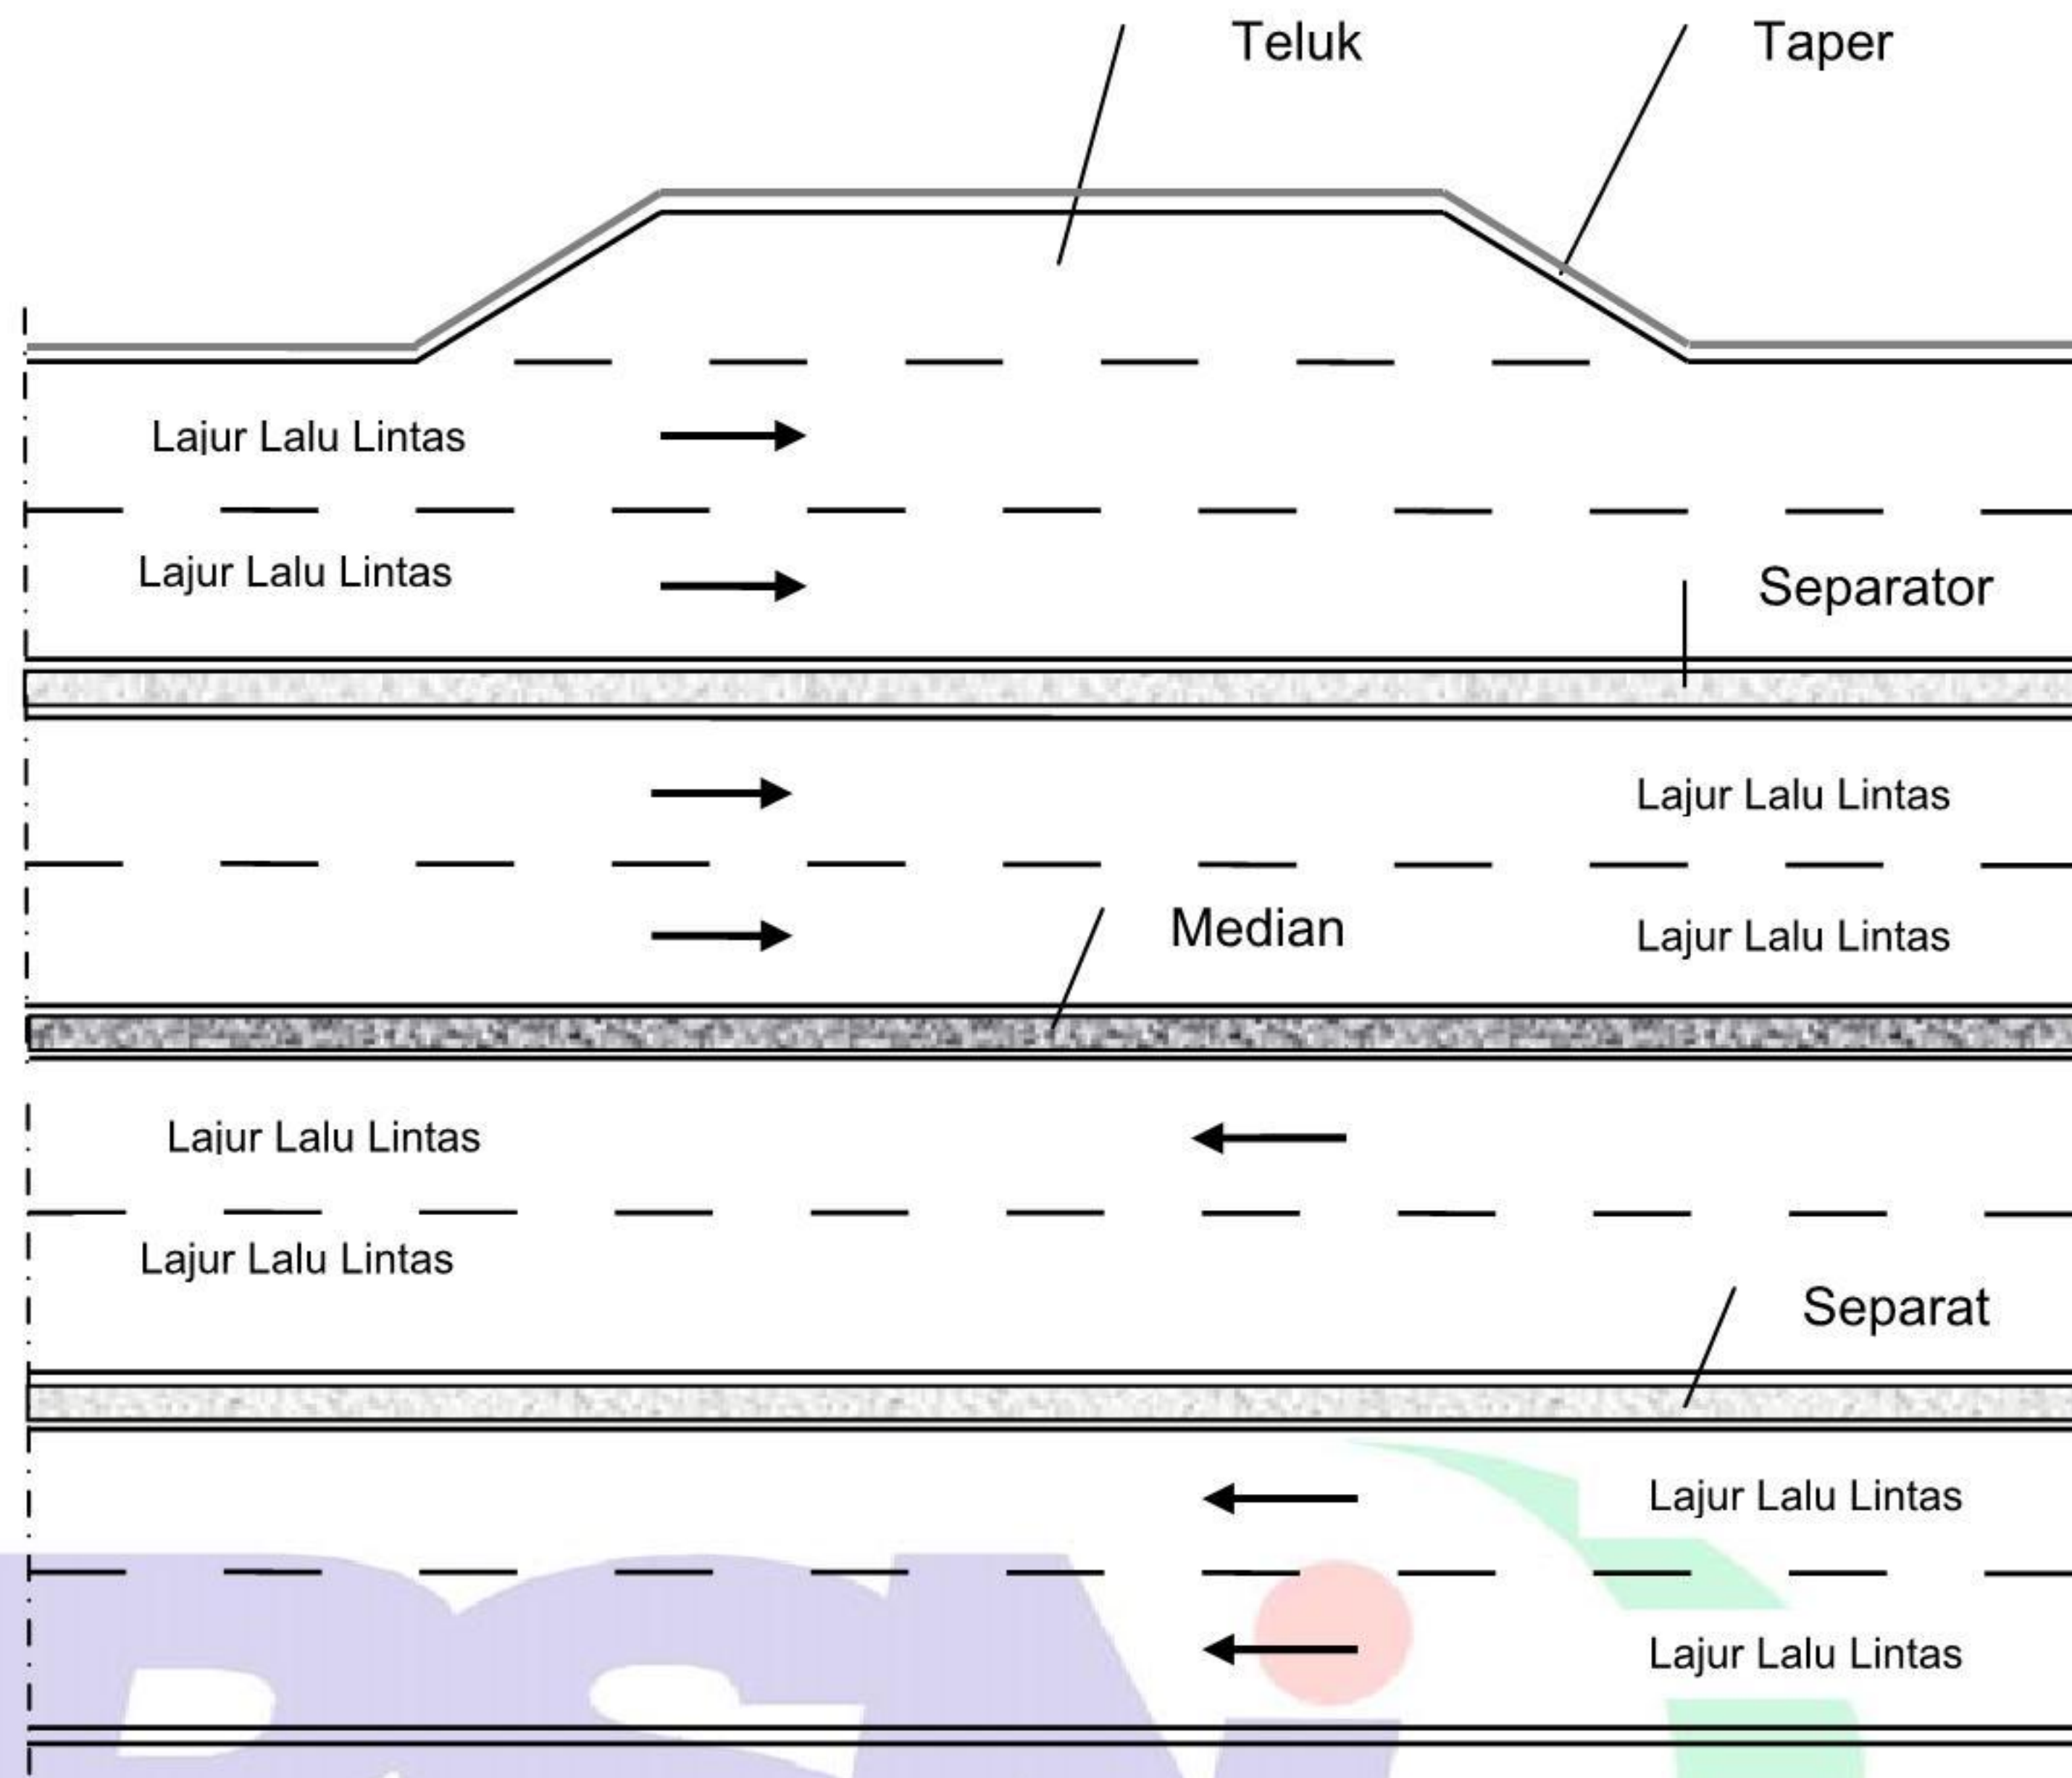 Teluk
Taper
Lajur Lalu Lintas
Lajur Lalu Lintas
Separator
Lajur Lalu Lintas
Median
Lajur Lalu Lintas
Lajur Lalu Lintas
Lajur Lalu Lintas
Separat
Lajur Lalu Lintas
Lajur Lalu Lintas
BSN